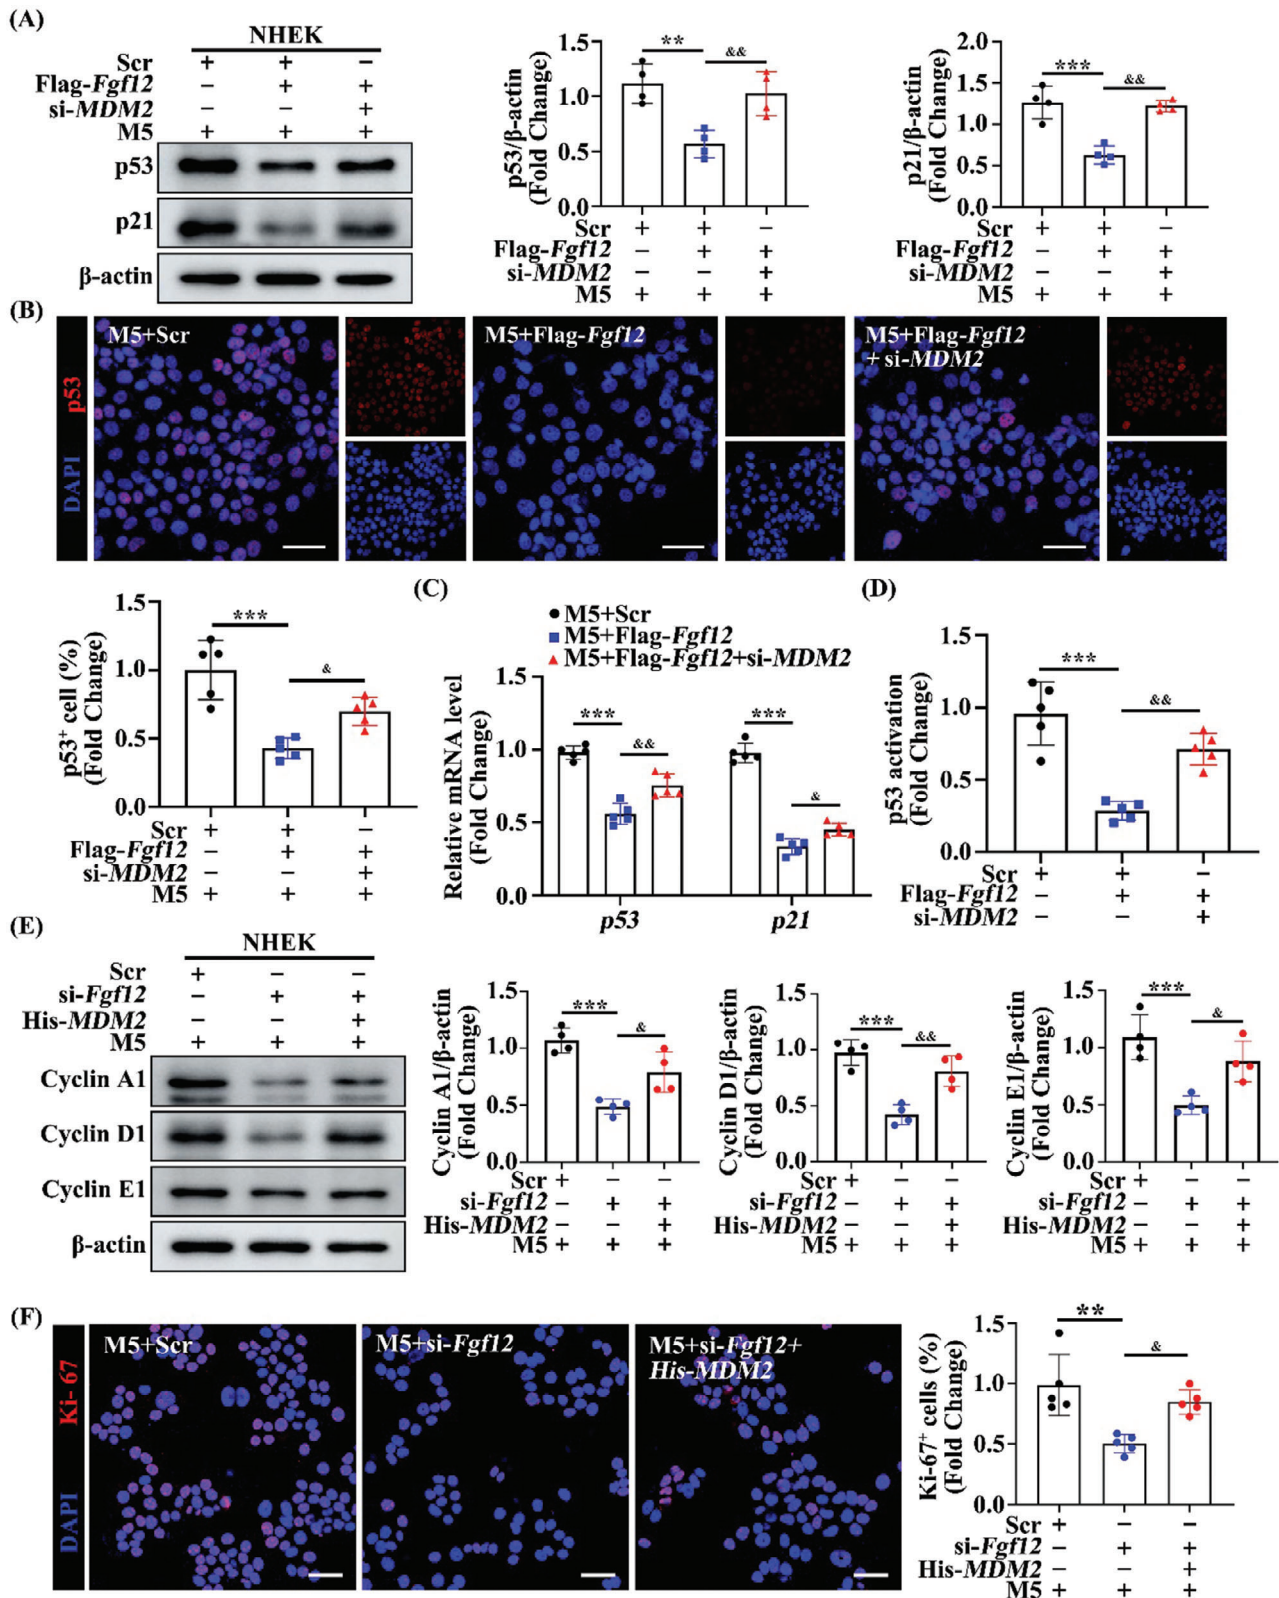 (A)
NHEK
Scr + + −
Flag-Fgf12 − + +
si-MDM2 − − +
M5 + + +
p53
p21
β-actin
p53/β-actin
(Fold Change)
1.5
1.0
0.5
0.0
**
&&
Scr + + −
Flag-Fgf12 − + +
si-MDM2 − − +
M5 + + +
p21/β-actin
(Fold Change)
2.0
1.5
1.0
0.5
0.0
***
&&
Scr + + −
Flag-Fgf12 − + +
si-MDM2 − − +
M5 + + +
(B)
DAPI p53
M5+Scr
M5+Flag-Fgf12
M5+Flag-Fgf12
+ si-MDM2
p53+ cell (%)
(Fold Change)
1.5
1.0
0.5
0.0
***
&
Scr + + −
Flag-Fgf12 − + +
si-MDM2 − − +
M5 + + +
(C)
M5+Scr
M5+Flag-Fgf12
M5+Flag-Fgf12+si-MDM2
Relative mRNA level
(Fold Change)
1.5
1.0
0.5
0.0
***
&&
***
&
p53 p21
(D)
p53 activation
(Fold Change)
1.5
1.0
0.5
0.0
***
&&
Scr + + −
Flag-Fgf12 − + +
si-MDM2 − − +
(E)
NHEK
Scr + − −
si-Fgf12 − + +
His-MDM2 − − +
M5 + + +
Cyclin A1
Cyclin D1
Cyclin E1
β-actin
Cyclin A1/β-actin
(Fold Change)
1.5
1.0
0.5
0.0
***
&
Scr + − −
si-Fgf12 − + +
His-MDM2 − − +
M5 + + +
Cyclin D1/β-actin
(Fold Change)
1.5
1.0
0.5
0.0
***
&&
Scr + − −
si-Fgf12 − + +
His-MDM2 − − +
M5 + + +
Cyclin E1/β-actin
(Fold Change)
1.5
1.0
0.5
0.0
***
&
Scr + − −
si-Fgf12 − + +
His-MDM2 − − +
M5 + + +
(F)
DAPI Ki- 67
M5+Scr
M5+si-Fgf12
M5+si-Fgf12+
His-MDM2
Ki-67+ cells (%)
(Fold Change)
1.5
1.0
0.5
0.0
**
&
Scr + − −
si-Fgf12 − + +
His-MDM2 − − +
M5 + + +